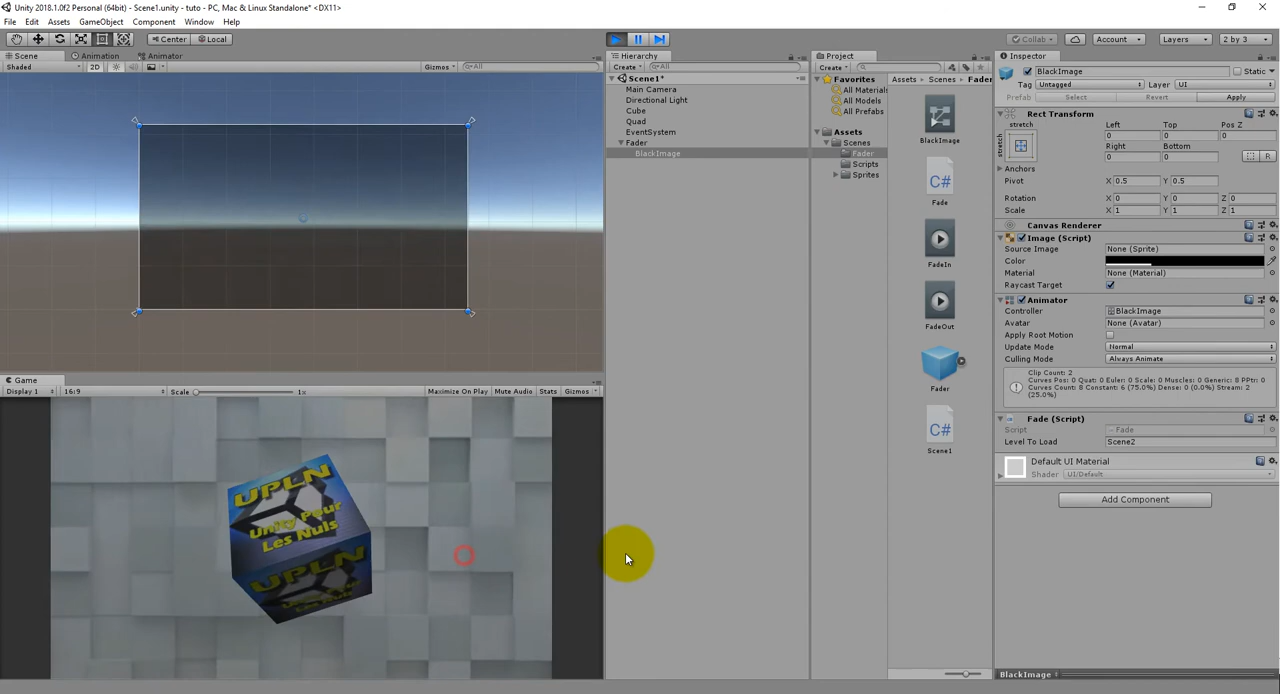 Unity 2018.1.0f2 Personal (64bit) - Scene1.unity - tuto - PC, Mac & Linux Standalone* <DX11>
File Edit Assets GameObject Component Window Help
Center Local
Collab Account Layers 2 by 3
Scene Animation Animator
Shaded 2D Gizmos All
Hierarchy
Create All
Scene1*
Main Camera
Directional Light
Cube
Quad
EventSystem
Fader
BlackImage
Project
Create
Favorites
All Materials
All Models
All Prefabs
Assets
Scenes
Fader
Scripts
Sprites
Assets Scenes Fader
BlackImage
Fade
FadeIn
FadeOut
Fader
Scene1
C#
C#
Inspector
BlackImage Static
Tag Untagged Layer UI
Prefab Select Revert Apply
Rect Transform
stretch Left Top Pos Z
stretch 0 0 0
Right Bottom
0 0 R
Anchors
Pivot X 0.5 Y 0.5
Rotation X 0 Y 0 Z 0
Scale X 1 Y 1 Z 1
Canvas Renderer
Image (Script)
Source Image None (Sprite)
Color
Material None (Material)
Raycast Target
Animator
Controller BlackImage
Avatar None (Avatar)
Apply Root Motion
Update Mode Normal
Culling Mode Always Animate
Clip Count: 2
Curves Pos: 0 Quat: 0 Euler: 0 Scale: 0 Muscles: 0 Generic: 8 PPtr: 0
Curves Count: 8 Constant: 6 (75.0%) Dense: 0 (0.0%) Stream: 2
(25.0%)
Fade (Script)
Script Fade
Level To Load Scene2
Default UI Material
Shader UI/Default
Add Component
BlackImage
Game
Display 1 16:9 Scale 1x Maximize On Play Mute Audio Stats Gizmos
UPLN
Unity Pour
Les Nuls
UPLN